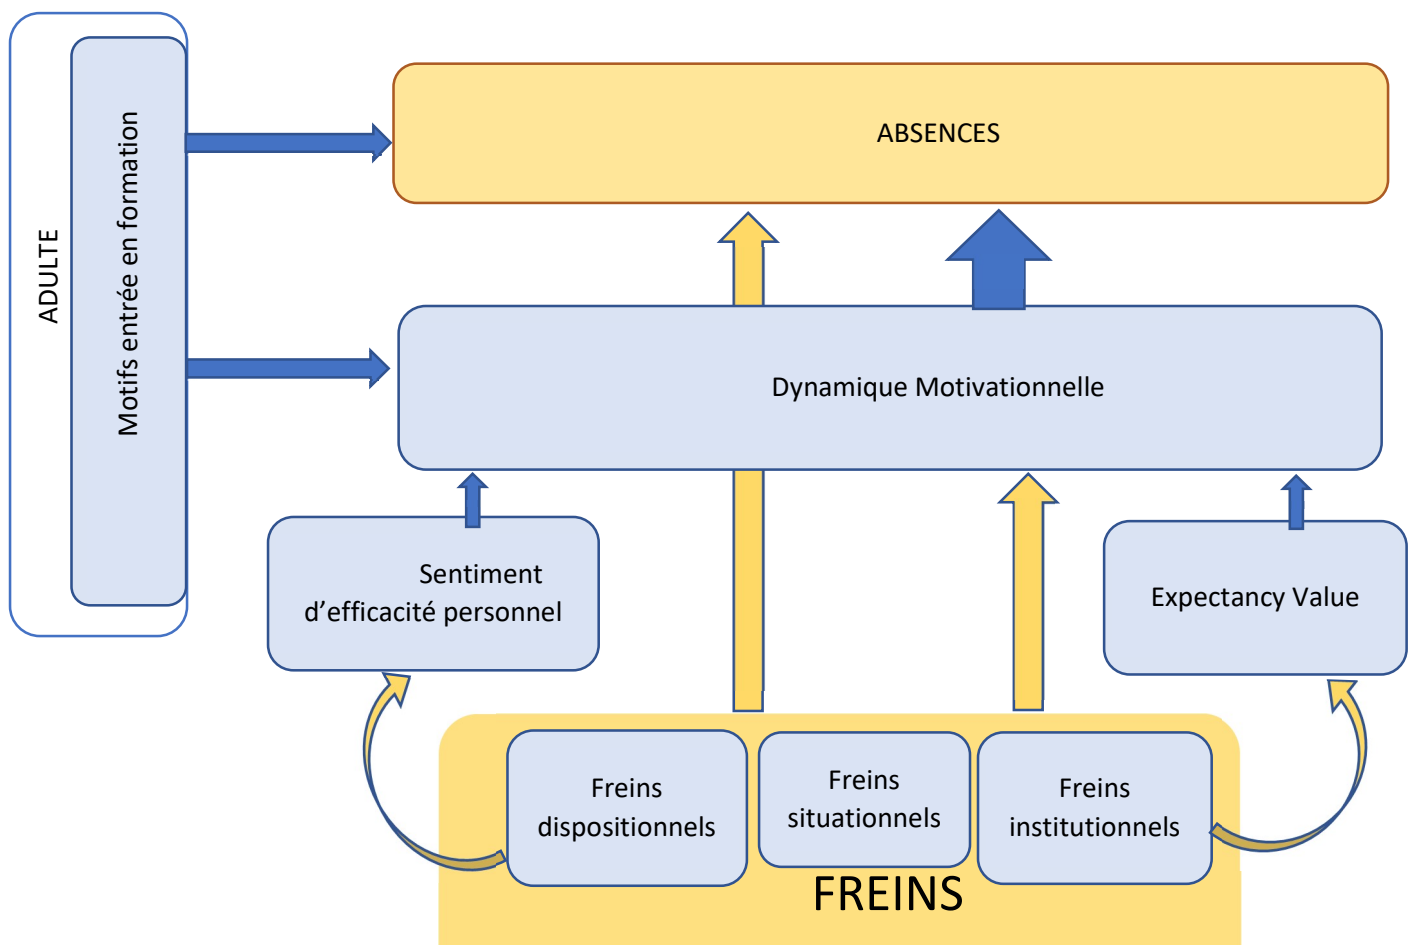 ADULTE
Motifs entrée en formation
ABSENCES
Dynamique Motivationnelle
Sentiment
d’efficacité personnel
Expectancy Value
Freins
dispositionnels
Freins
situationnels
Freins
institutionnels
FREINS